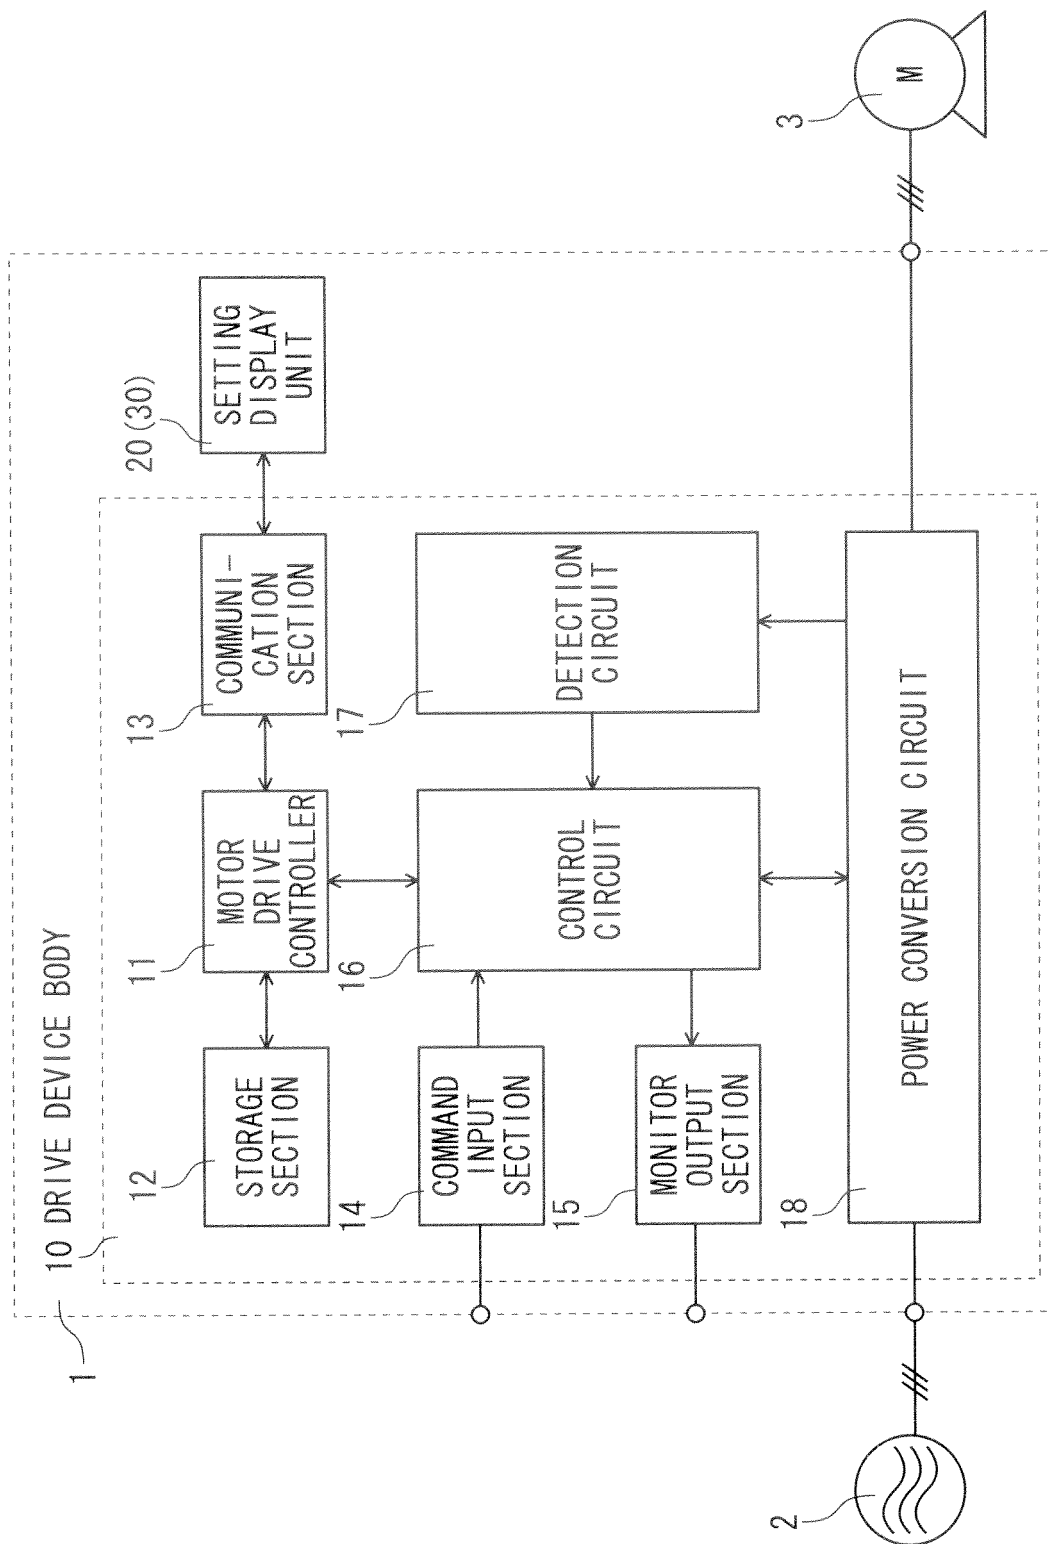 1
10 DRIVE DEVICE BODY
12
STORAGE
SECTION
11
MOTOR
DRIVE
CONTROLLER
13
COMMUNI-
CATION
SECTION
20 (30)
SETTING
DISPLAY
UNIT
14
COMMAND
INPUT
SECTION
16
CONTROL
CIRCUIT
17
DETECTION
CIRCUIT
15
MONITOR
OUTPUT
SECTION
18
POWER CONVERSION CIRCUIT
2
3
M